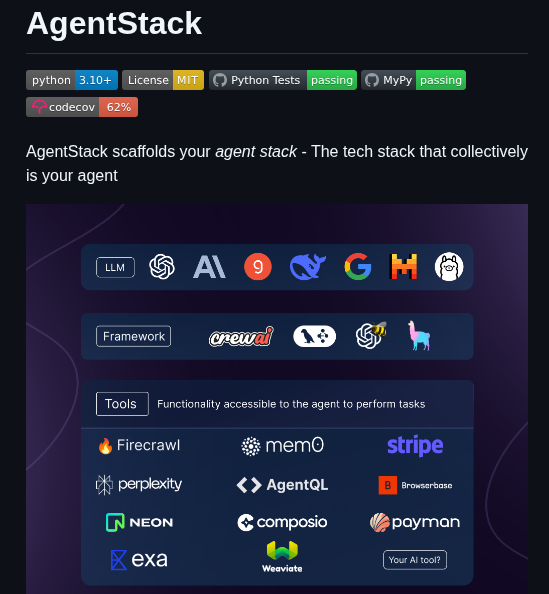 AgentStack
python 3.10+ License MIT Python Tests passing MyPy passing
codecov 62%
AgentStack scaffolds your agent stack - The tech stack that collectively
is your agent
LLM
Framework crewai
Tools Functionality accessible to the agent to perform tasks
Firecrawl mem0 stripe
perplexity AgentQL Browserbase
NEON composio payman
exa Weaviate Your AI tool?